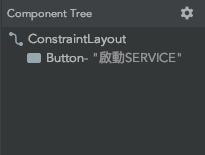 Component Tree
ConstraintLayout
Button- "啟動SERVICE"